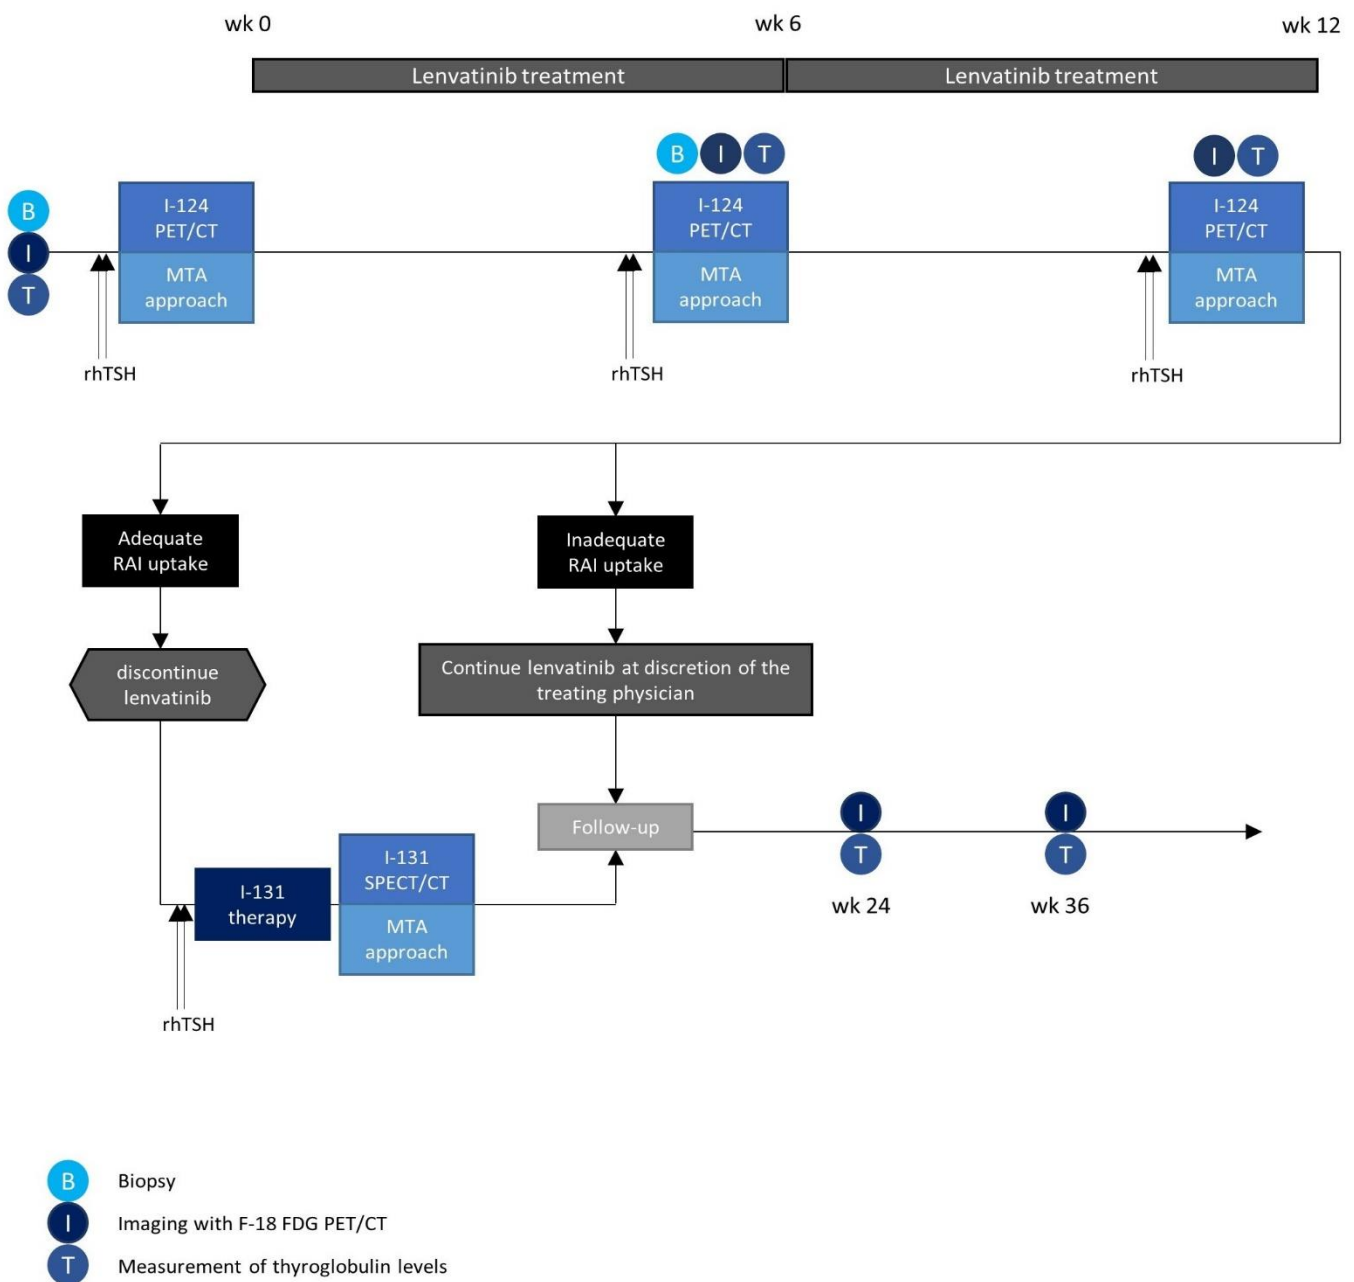 wk 0
wk 6
wk 12
Lenvatinib treatment
Lenvatinib treatment
B
I
T
B
I
T
I
T
I-124
PET/CT
MTA
approach
I-124
PET/CT
MTA
approach
I-124
PET/CT
MTA
approach
rhTSH
rhTSH
rhTSH
Adequate
RAI uptake
Inadequate
RAI uptake
discontinue
lenvatinib
Continue lenvatinib at discretion of the
treating physician
Follow-up
I
T
I
T
wk 24
wk 36
I-131
therapy
I-131
SPECT/CT
MTA
approach
rhTSH
B Biopsy
I Imaging with F-18 FDG PET/CT
T Measurement of thyroglobulin levels